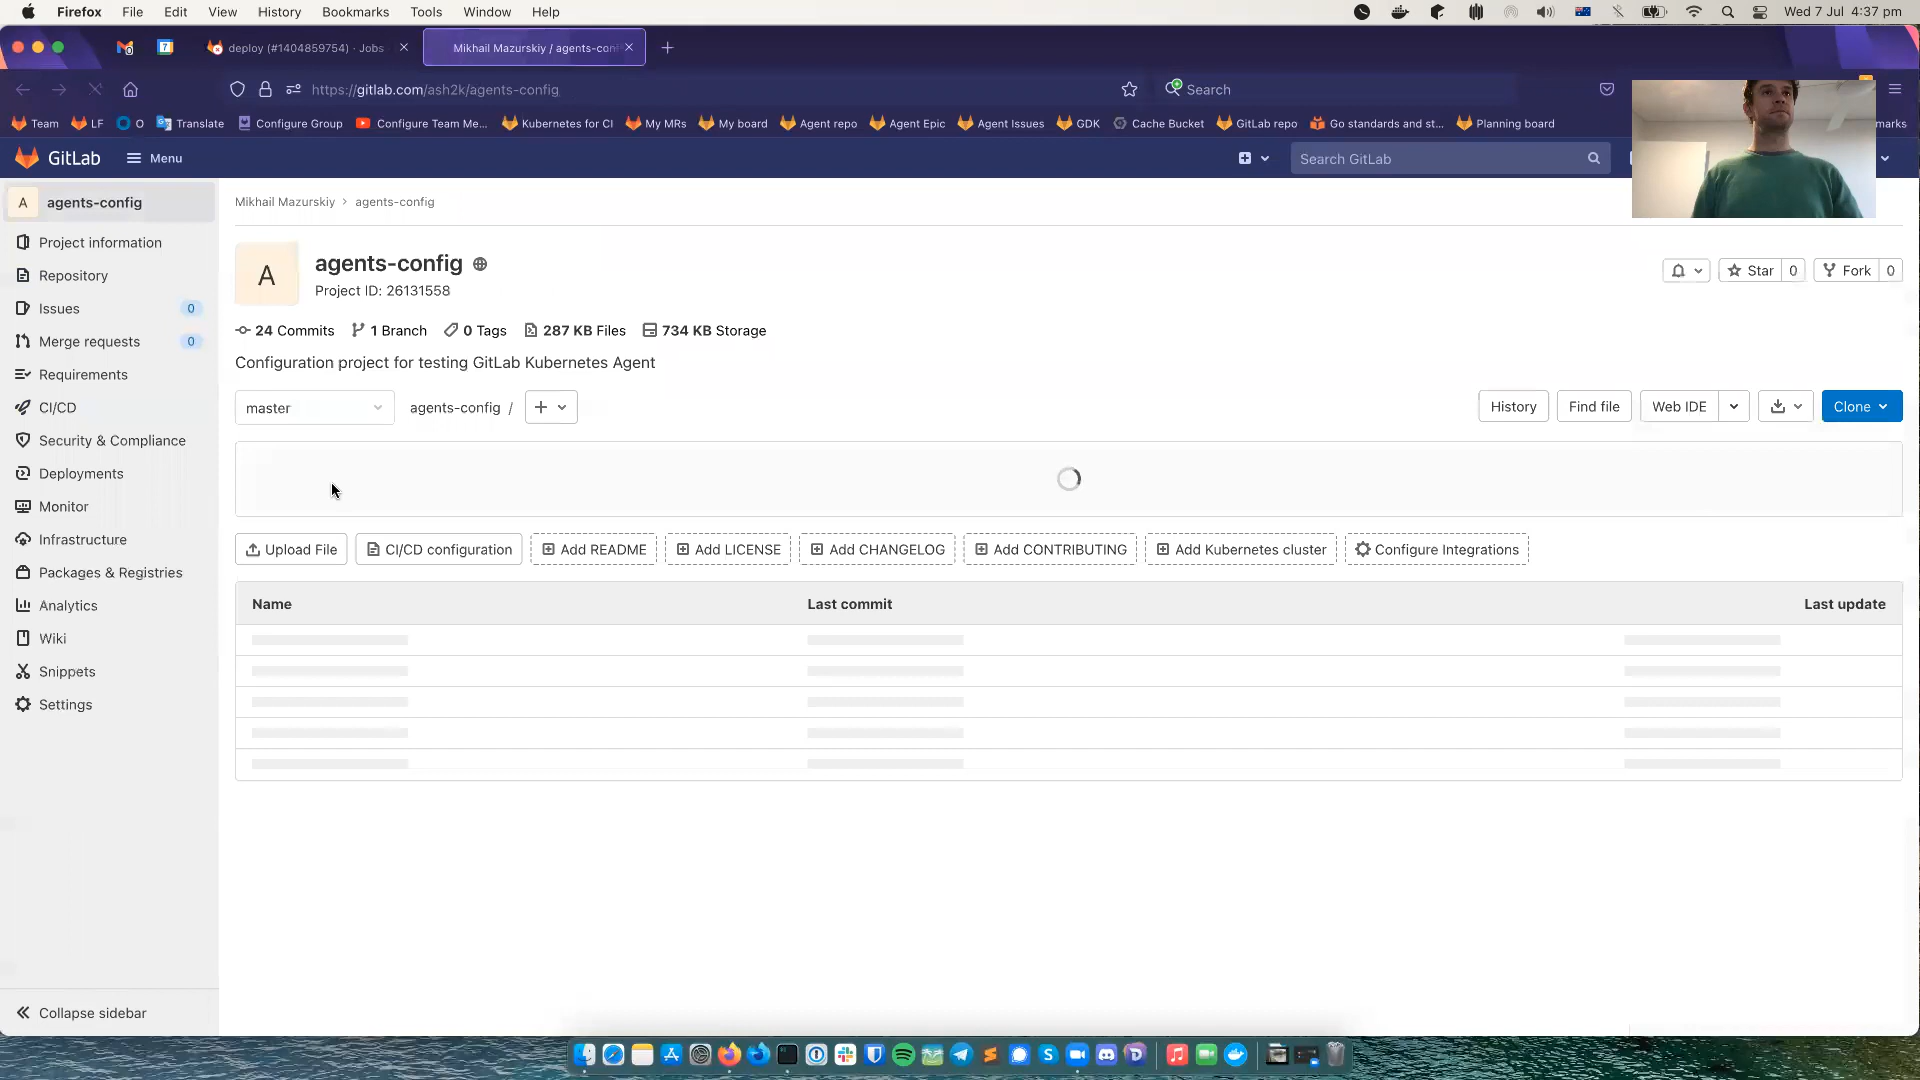 Firefox File Edit View History Bookmarks Tools Window Help Wed 7 Jul 4:37 pm
deploy (#1404859754) · Jobs Mikhail Mazurskiy / agents-conf
https://gitlab.com/ash2k/agents-config Search
Team LF O Translate Configure Group Configure Team Me... Kubernetes for CI My MRs My board Agent repo Agent Epic Agent Issues GDK Cache Bucket GitLab repo Go standards and st... Planning board marks
GitLab Menu Search GitLab
A agents-config
Project information
Repository
Issues 0
Merge requests 0
Requirements
CI/CD
Security & Compliance
Deployments
Monitor
Infrastructure
Packages & Registries
Analytics
Wiki
Snippets
Settings
Collapse sidebar
Mikhail Mazurskiy > agents-config
A
agents-config
Project ID: 26131558
Star 0 Fork 0
24 Commits 1 Branch 0 Tags 287 KB Files 734 KB Storage
Configuration project for testing GitLab Kubernetes Agent
master agents-config / + History Find file Web IDE Clone
Upload File CI/CD configuration Add README Add LICENSE Add CHANGELOG Add CONTRIBUTING Add Kubernetes cluster Configure Integrations
Name Last commit Last update